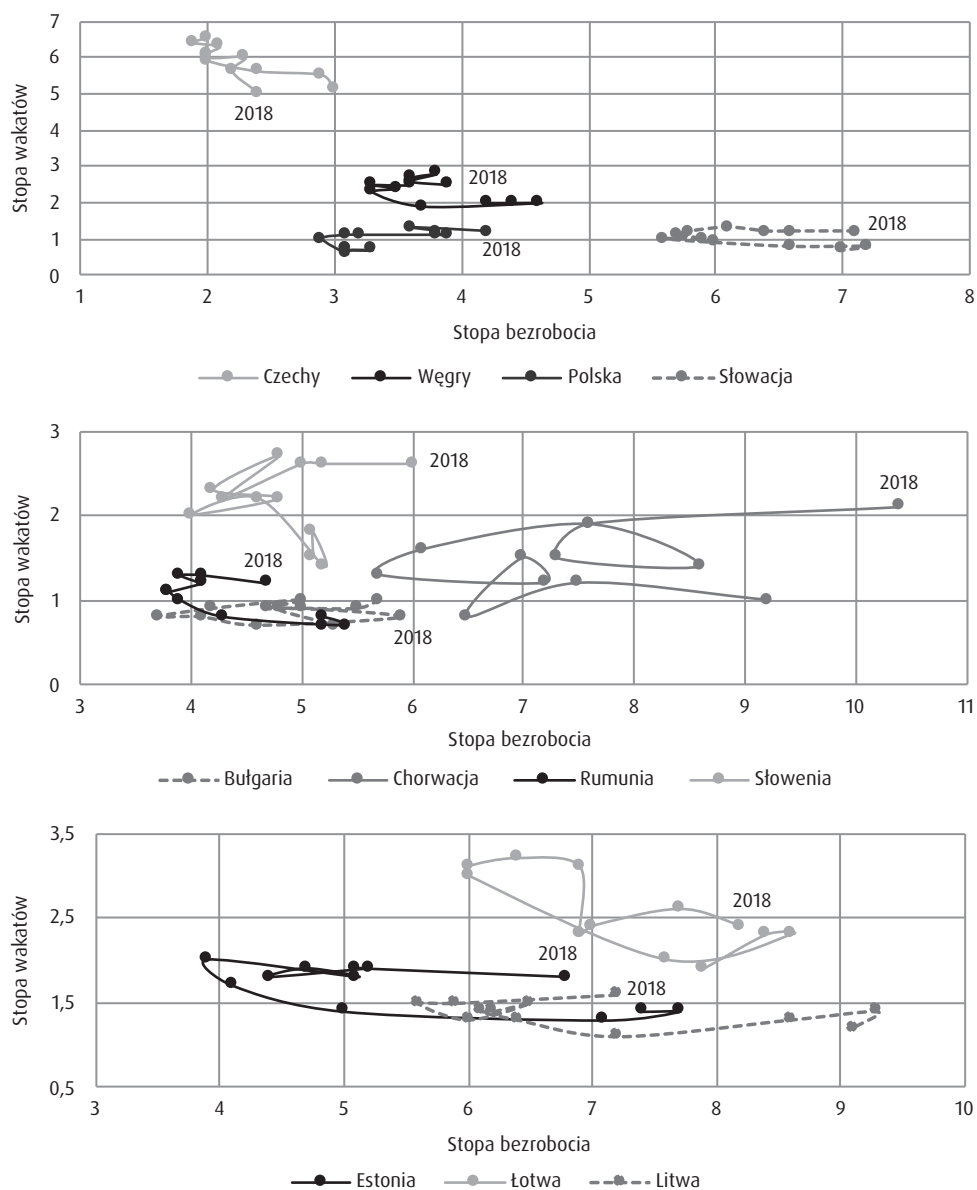 7
6
5
4
3
2
1
0
Stopa wakatów
2018
2018
2018
2018
1 2 3 4 5 6 7 8
Stopa bezrobocia
Czechy Węgry Polska Słowacja
3
2
1
0
Stopa wakatów
2018
2018
2018
2018
3 4 5 6 7 8 9 10 11
Stopa bezrobocia
Bułgaria Chorwacja Rumunia Słowenia
3,5
2,5
1,5
0,5
Stopa wakatów
2018
2018
2018
3 4 5 6 7 8 9 10
Stopa bezrobocia
Estonia Łotwa Litwa